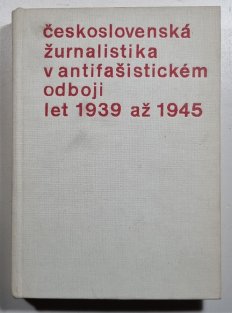 československá
žurnalistika
v antifašistickém
odboji
let 1939 až 1945